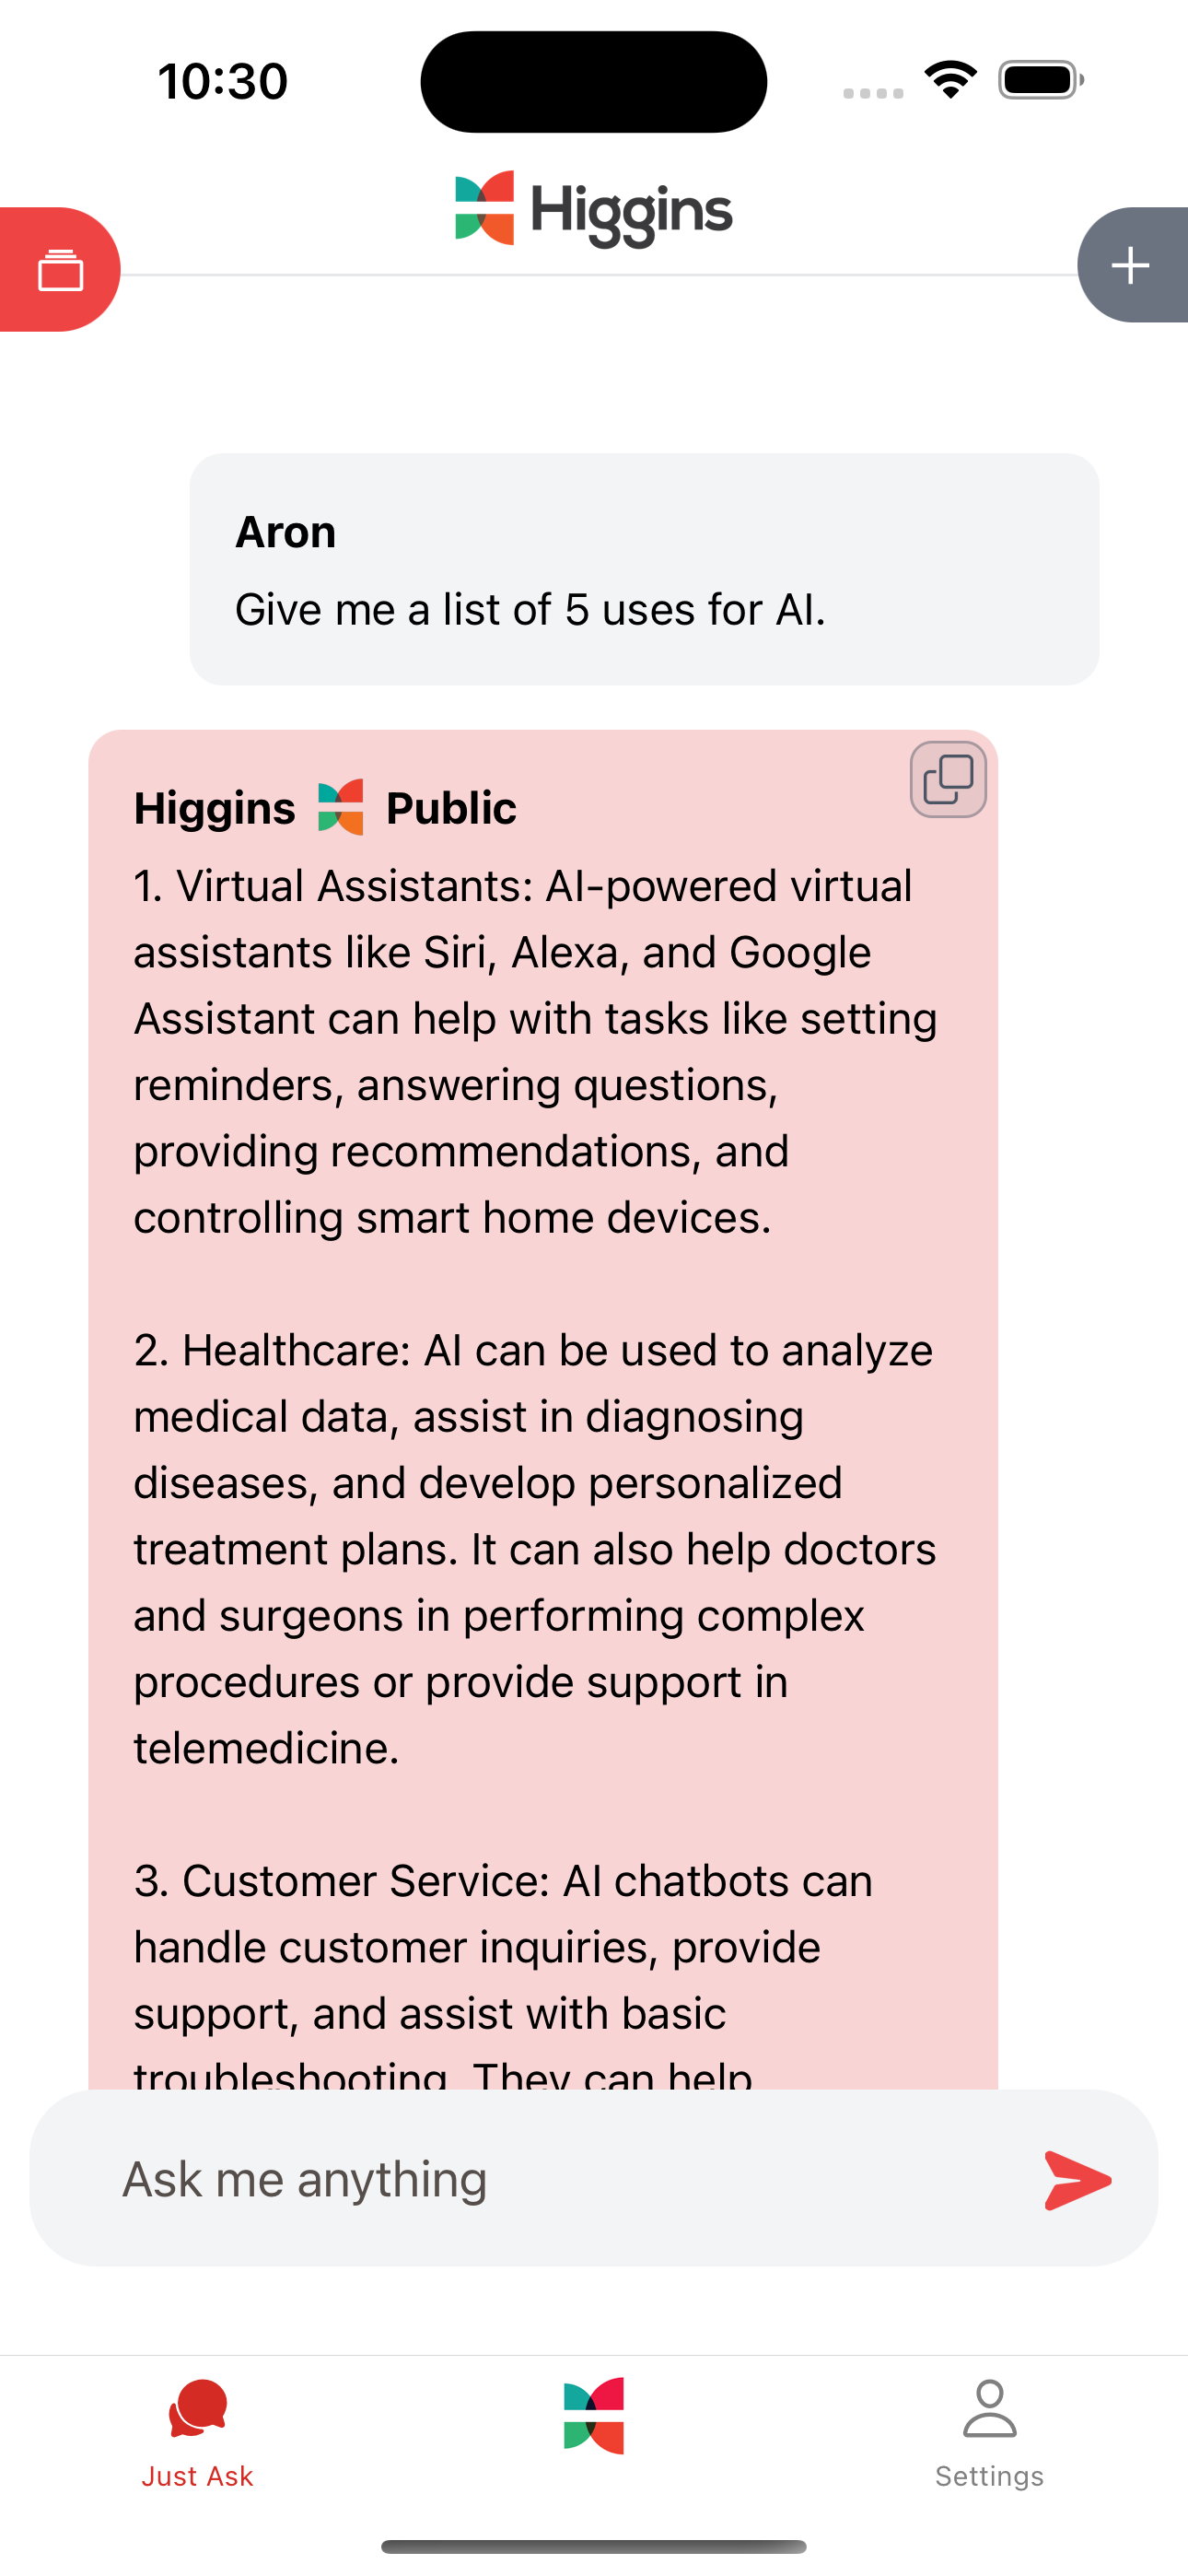 10:30
Higgins
Aron
Give me a list of 5 uses for AI.
Higgins Public
1. Virtual Assistants: AI-powered virtual
assistants like Siri, Alexa, and Google
Assistant can help with tasks like setting
reminders, answering questions,
providing recommendations, and
controlling smart home devices.
2. Healthcare: AI can be used to analyze
medical data, assist in diagnosing
diseases, and develop personalized
treatment plans. It can also help doctors
and surgeons in performing complex
procedures or provide support in
telemedicine.
3. Customer Service: AI chatbots can
handle customer inquiries, provide
support, and assist with basic
troubleshooting. They can help
Ask me anything
Just Ask
Settings